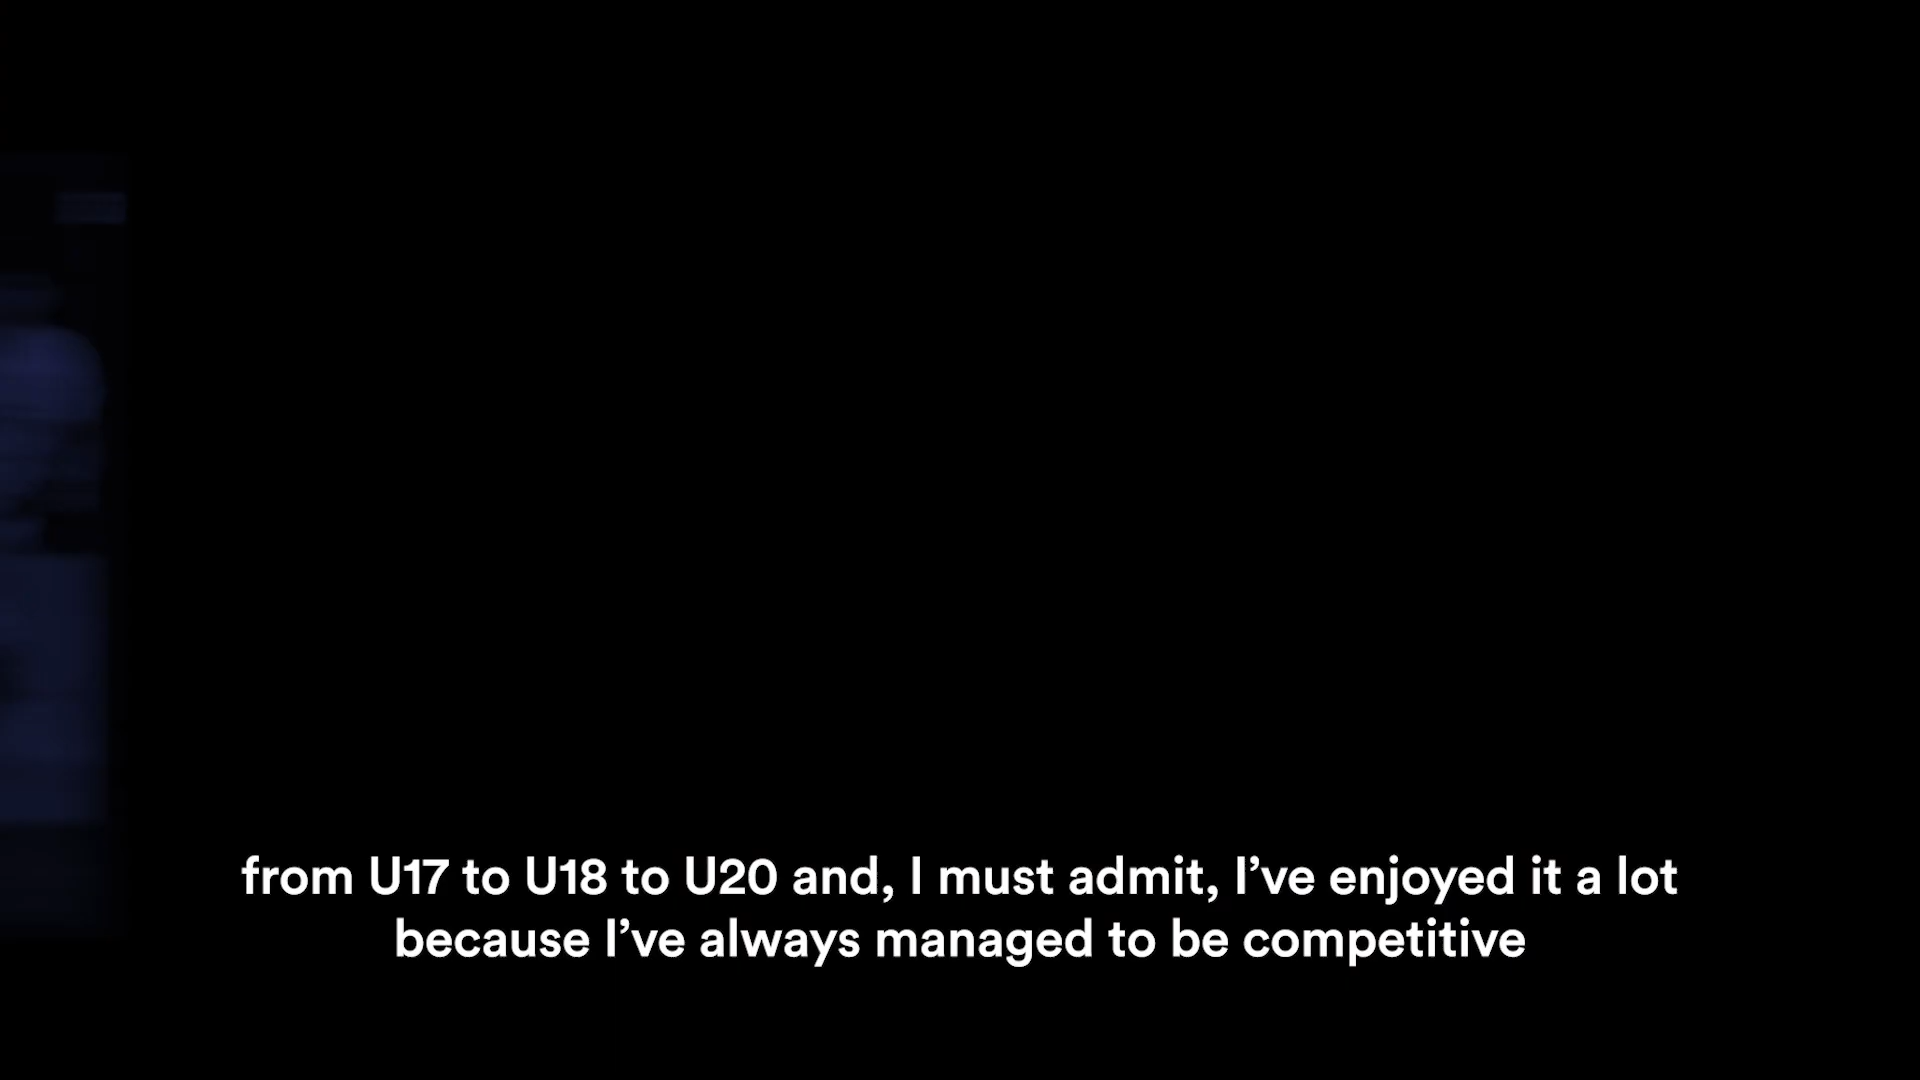 from U17 to U18 to U20 and, I must admit, I’ve enjoyed it a lot
because I’ve always managed to be competitive